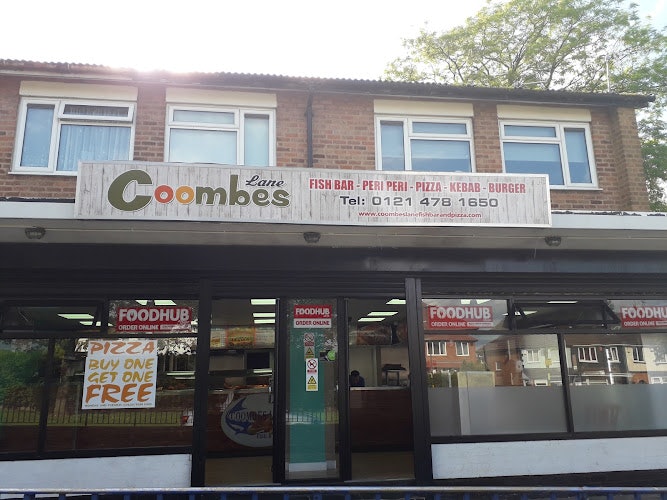 Coombes Lane
FISH BAR - PERI PERI - PIZZA - KEBAB - BURGER
Tel: 0121 478 1650
www.coombeslanefishbarandpizza.com
FOODHUB
ORDER ONLINE
FOODHUB
ORDER ONLINE
FOODHUB
ORDER ONLINE
FOODHUB
ORDER ONLINE
PIZZA
BUY ONE
GET ONE
FREE
COOMBES